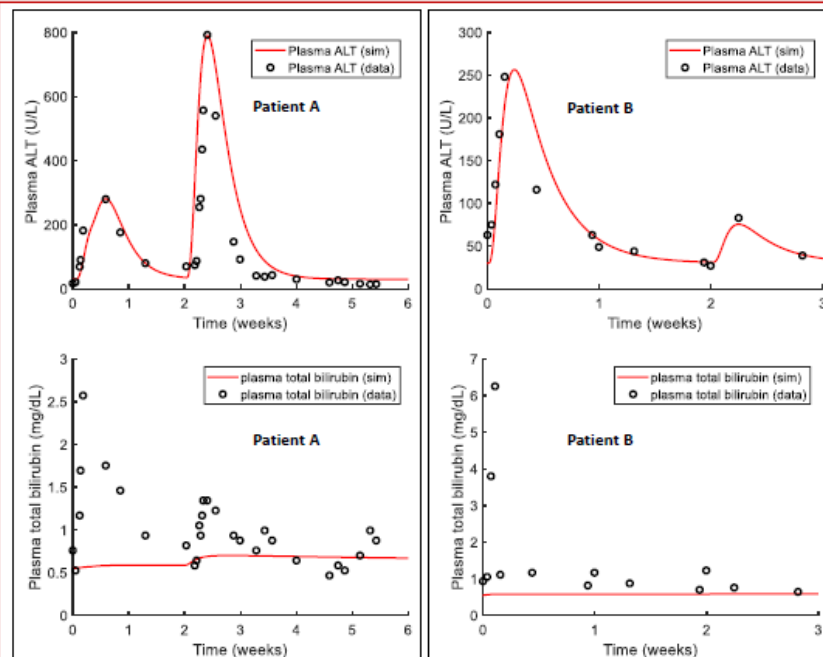 800
600
400
200
0
Plasma ALT (U/L)
Plasma ALT (sim)
Plasma ALT (data)
Patient A
0 1 2 3 4 5 6
Time (weeks)
300
250
200
150
100
50
0
Plasma ALT (U/L)
Plasma ALT (sim)
Plasma ALT (data)
Patient B
0 1 2 3
Time (weeks)
3
2.5
2
1.5
1
0.5
0
Plasma total bilirubin (mg/dL)
plasma total bilirubin (sim)
plasma total bilirubin (data)
Patient A
0 1 2 3 4 5 6
Time (weeks)
7
6
5
4
3
2
1
0
Plasma total bilirubin (mg/dL)
plasma total bilirubin (sim)
plasma total bilirubin (data)
Patient B
0 1 2 3
Time (weeks)